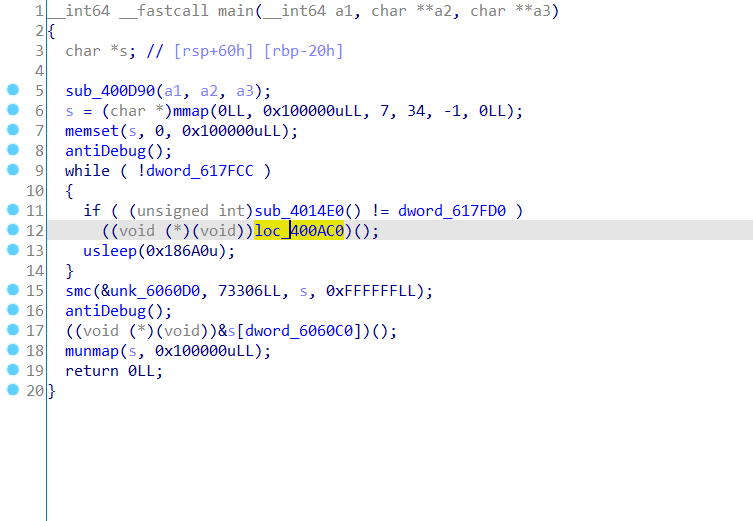 1 __int64 __fastcall main(__int64 a1, char **a2, char **a3)
2 {
3 char *s; // [rsp+60h] [rbp-20h]
4
5 sub_400D90(a1, a2, a3);
6 s = (char *)mmap(0LL, 0x100000uLL, 7, 34, -1, 0LL);
7 memset(s, 0, 0x100000uLL);
8 antiDebug();
9 while ( !dword_617FCC )
10 {
11 if ( (unsigned int)sub_4014E0() != dword_617FD0 )
12 ((void (*)(void))loc_400AC0)();
13 usleep(0x186A0u);
14 }
15 smc(&unk_6060D0, 73306LL, s, 0xFFFFFFLL);
16 antiDebug();
17 ((void (*)(void))&s[dword_6060C0])();
18 munmap(s, 0x100000uLL);
19 return 0LL;
20 }